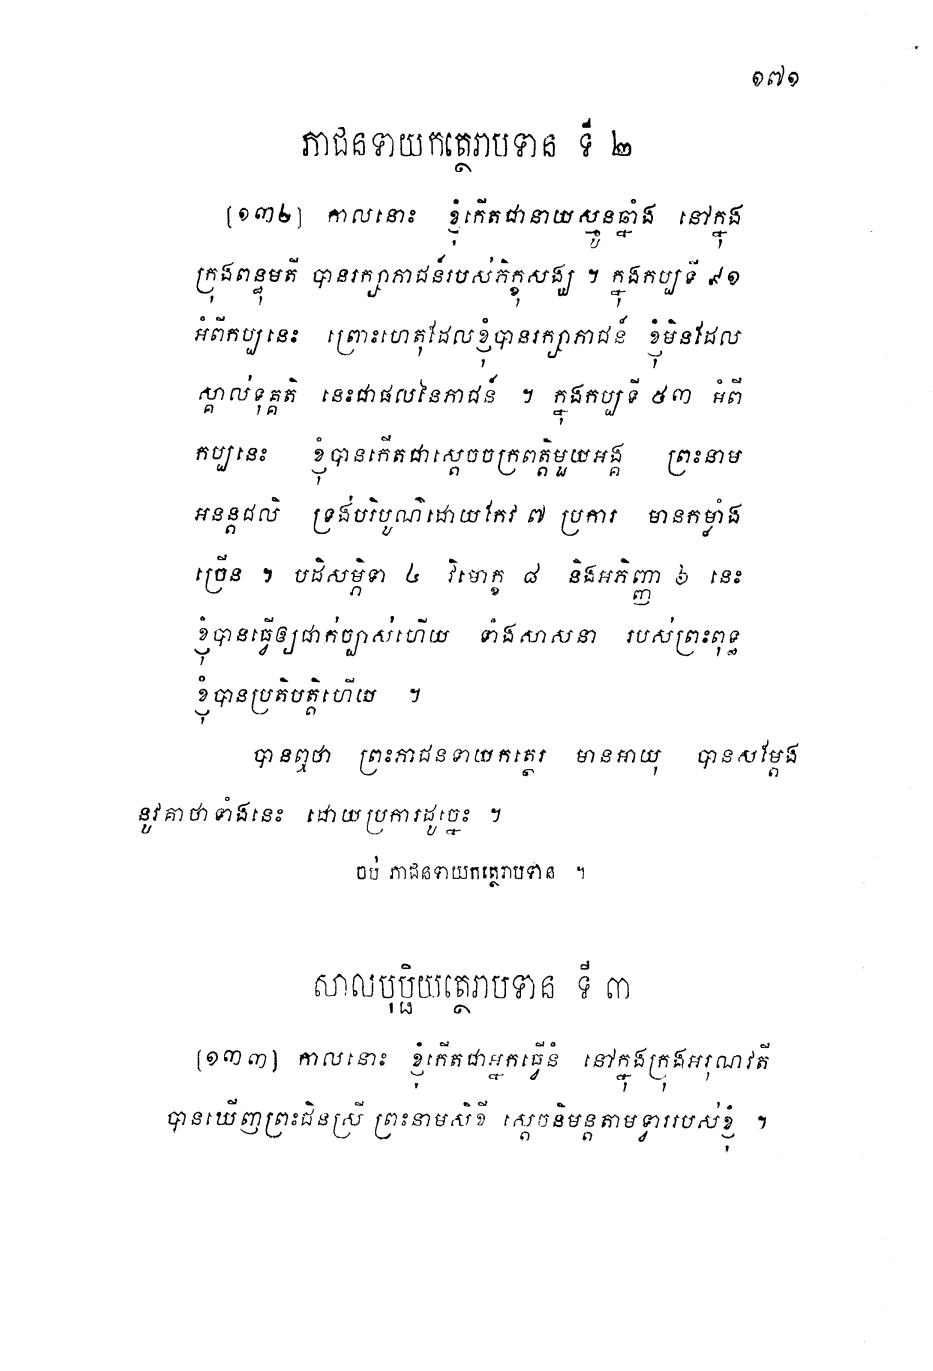 ១៧១
ភាជនទាយកត្ថេរាបទាន ទី ២
[១៣២] កាលនោះ ខ្ញុំកើតជានាយស្មូនឆ្នាំង នៅក្នុង
ក្រុងពន្ធុមតី បានរក្សាភាជន៍របស់ភិក្ខុសង្ឃ ។ ក្នុងកប្បទី ៩១
អំពីកប្បនេះ ព្រោះហេតុដែលខ្ញុំបានរក្សាភាជន៍ ខ្ញុំមិនដែល
ស្គាល់ទុគ្គតិ នេះជាផលនៃភាជន៍ ។ ក្នុងកប្បទី ៥៣ អំពី
កប្បនេះ ខ្ញុំបានកើតជាស្តេចចក្រពត្តិមួយអង្គ ព្រះនាម
អនន្តជលិ ទ្រង់បរិបូណ៌ដោយកែវ ៧ ប្រការ មានកម្លាំង
ច្រើន ។ បដិសម្ភិទា ៤ វិមោក្ខ ៨ និងអភិញ្ញា ៦ នេះ
ខ្ញុំបានធ្វើឲ្យជាក់ច្បាស់ហើយ ទាំងសាសនា របស់ព្រះពុទ្ធ
ខ្ញុំបានប្រតិបត្តិហើយ ។
បានឮថា ព្រះភាជនទាយកត្ថេរ មានអាយុ បានសម្តែង
នូវគាថាទាំងនេះ ដោយប្រការដូច្នេះ ។
ចប់ ភាជនទាយកត្ថេរាបទាន ។
សាលបុប្ផិយត្ថេរាបទាន ទី ៣
[១៣៣] កាលនោះ ខ្ញុំកើតជាអ្នកធ្វើនំ នៅក្នុងក្រុងអរុណវតី
បានឃើញព្រះជិនស្រី ព្រះនាមសិខី ស្តេចនិមន្តតាមទ្វាររបស់ខ្ញុំ ។